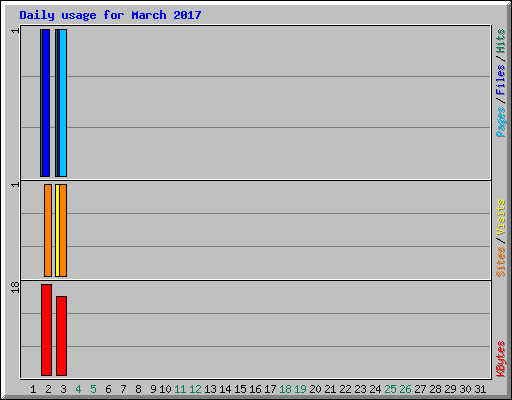 Daily usage for March 2017
1
Pages/Files/Hits
1
Sites/Visits
18
KBytes
1 2 3 4 5 6 7 8 9 10 11 12 13 14 15 16 17 18 19 20 21 22 23 24 25 26 27 28 29 30 31